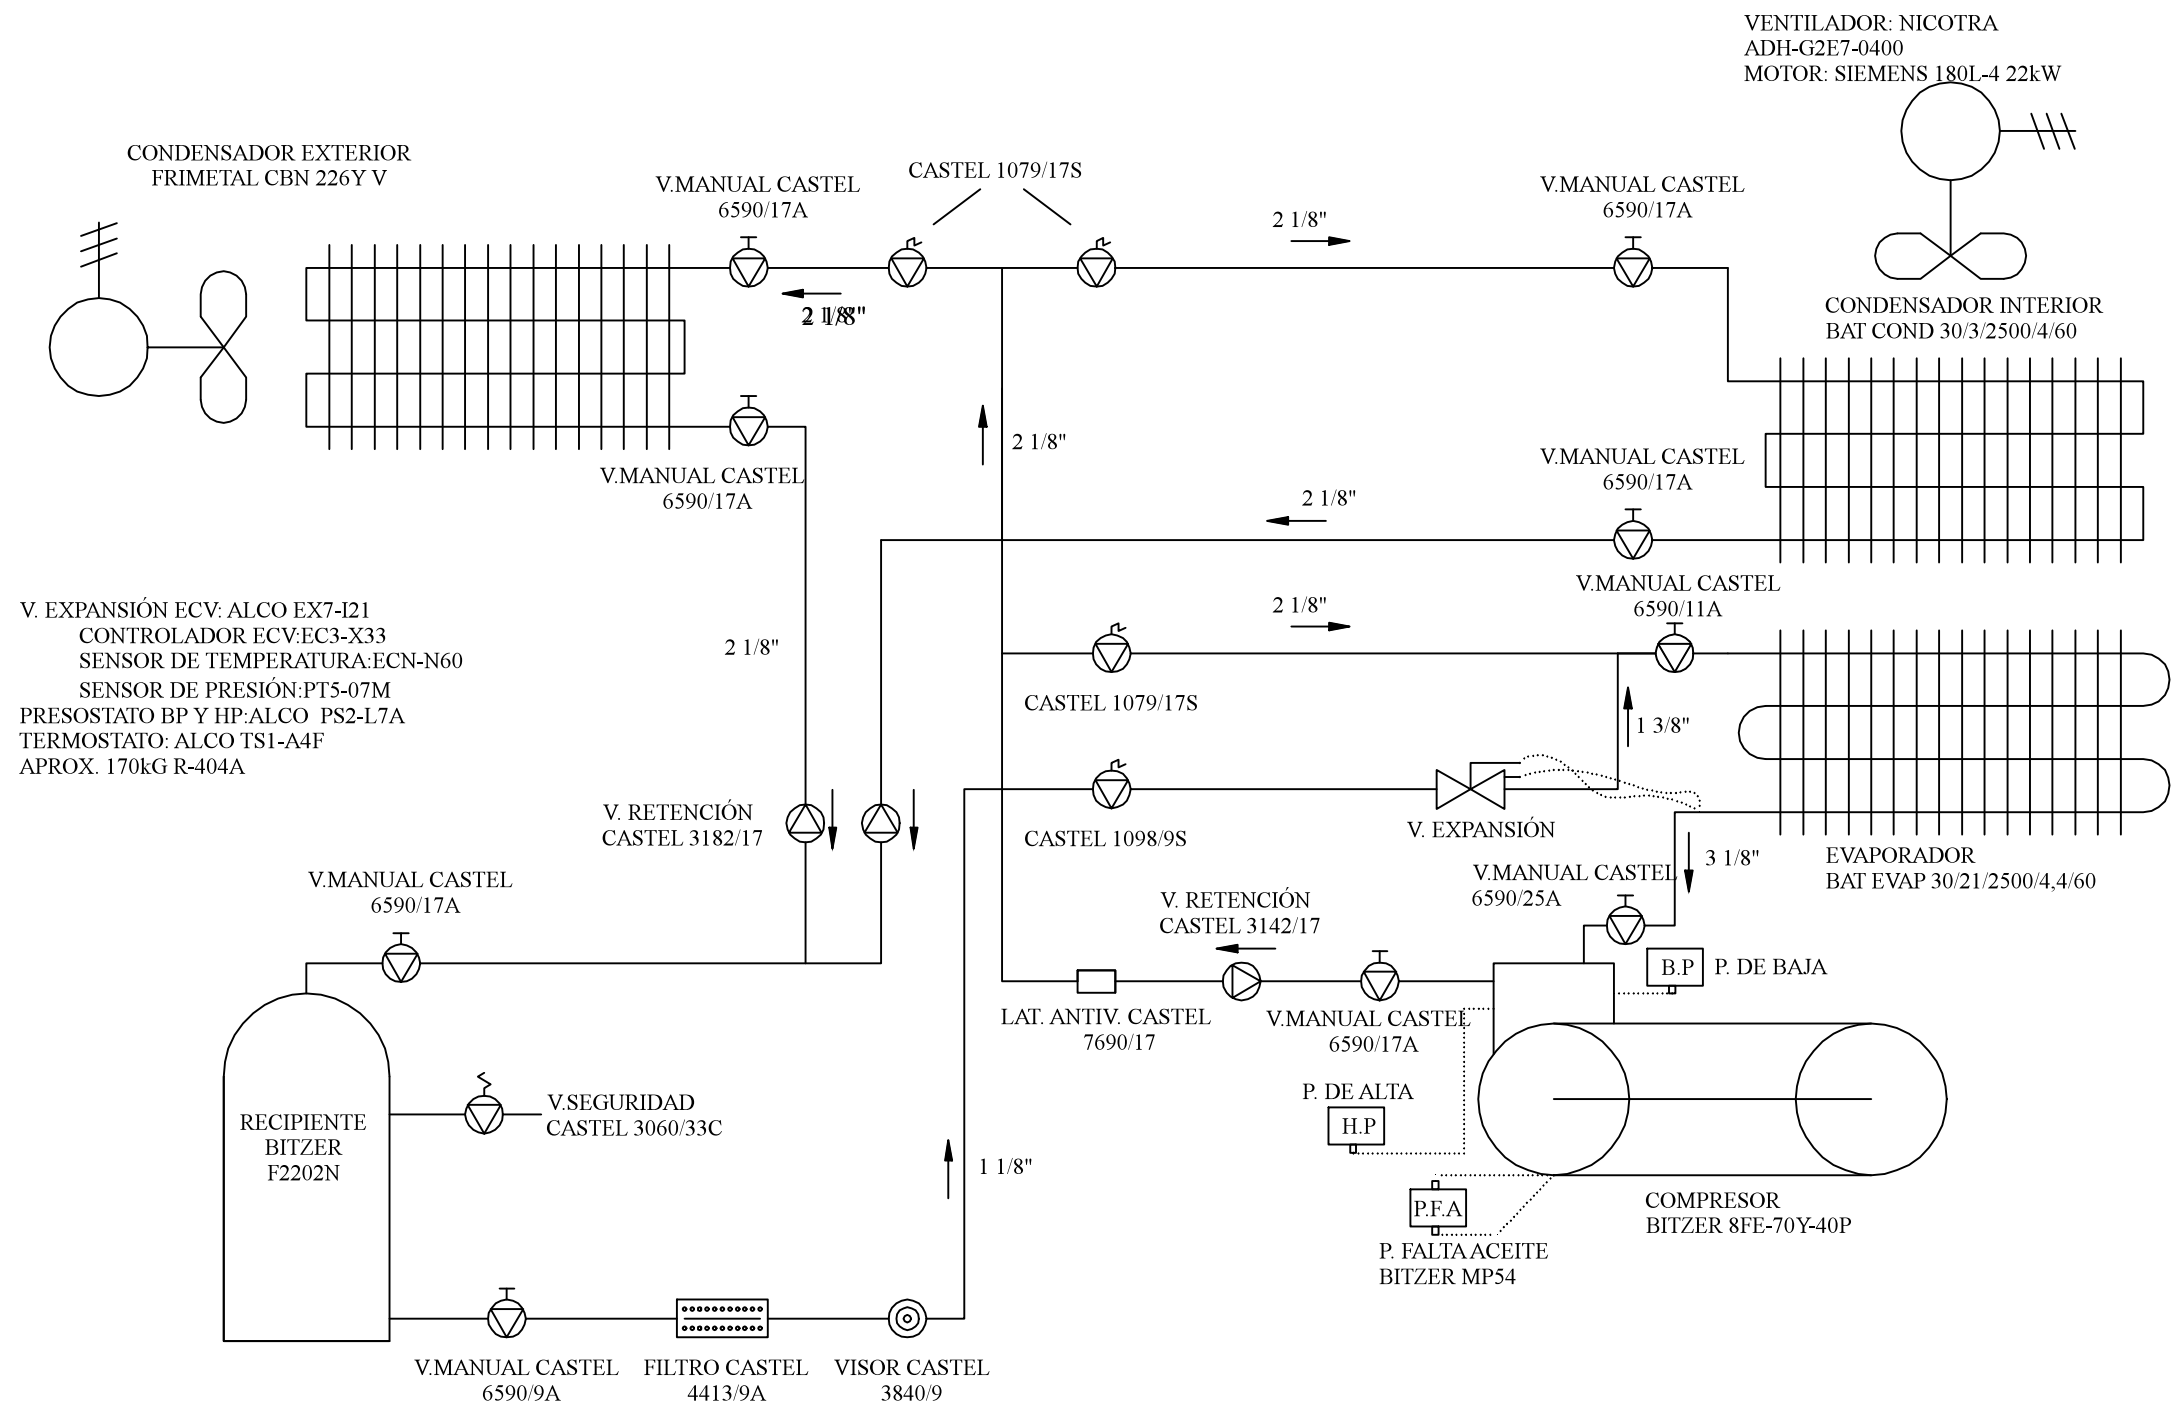 VENTILADOR: NICOTRA
ADH-G2E7-0400
MOTOR: SIEMENS 180L-4 22kW
CONDENSADOR EXTERIOR
FRIMETAL CBN 226Y V
V.MANUAL CASTEL
6590/17A
CASTEL 1079/17S
2 1/8"
V.MANUAL CASTEL
6590/17A
2 1/8"
CONDENSADOR INTERIOR
BAT COND 30/3/2500/4/60
2 1/8"
V.MANUAL CASTEL
6590/17A
V.MANUAL CASTEL
6590/17A
2 1/8"
V. EXPANSIÓN ECV: ALCO EX7-I21
CONTROLADOR ECV:EC3-X33
SENSOR DE TEMPERATURA:ECN-N60
SENSOR DE PRESIÓN:PT5-07M
PRESOSTATO BP Y HP:ALCO PS2-L7A
TERMOSTATO: ALCO TS1-A4F
APROX. 170kG R-404A
2 1/8"
2 1/8"
V.MANUAL CASTEL
6590/11A
CASTEL 1079/17S
1 3/8"
V. RETENCIÓN
CASTEL 3182/17
CASTEL 1098/9S
V. EXPANSIÓN
3 1/8"
EVAPORADOR
BAT EVAP 30/21/2500/4,4/60
V.MANUAL CASTEL
6590/17A
V. RETENCIÓN
CASTEL 3142/17
V.MANUAL CASTEL
6590/25A
B.P
P. DE BAJA
LAT. ANTIV. CASTEL
7690/17
V.MANUAL CASTEL
6590/17A
RECIPIENTE
BITZER
F2202N
V.SEGURIDAD
CASTEL 3060/33C
1 1/8"
P. DE ALTA
H.P
P.F.A
P. FALTA ACEITE
BITZER MP54
COMPRESOR
BITZER 8FE-70Y-40P
V.MANUAL CASTEL
6590/9A
FILTRO CASTEL
4413/9A
VISOR CASTEL
3840/9